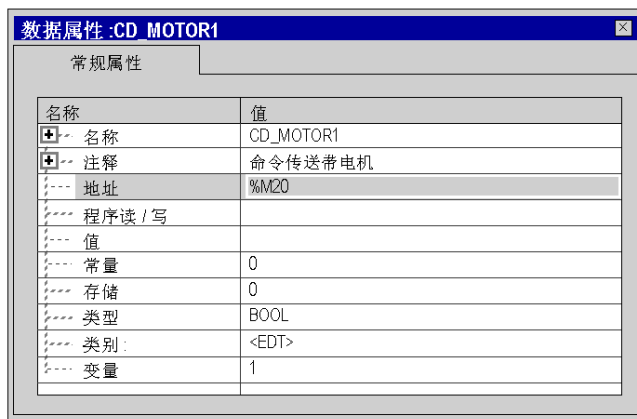 数据属性 :CD_MOTOR1
常规属性
名称 值
名称 CD_MOTOR1
注释 命令传送带电机
地址 %M20
程序读 / 写
值
常量 0
存储 0
类型 BOOL
类别 : <EDT>
变量 1